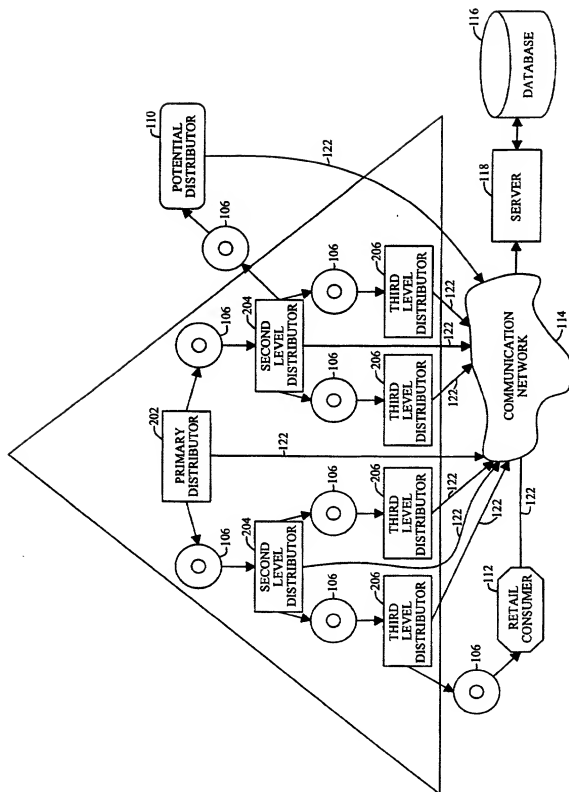 110
POTENTIAL
DISTRIBUTOR
116
DATABASE
106
122
118
SERVER
202
PRIMARY
DISTRIBUTOR
106
106
204
SECOND
LEVEL
DISTRIBUTOR
204
SECOND
LEVEL
DISTRIBUTOR
106
106
106
106
206
THIRD
LEVEL
DISTRIBUTOR
206
THIRD
LEVEL
DISTRIBUTOR
206
THIRD
LEVEL
DISTRIBUTOR
206
THIRD
LEVEL
DISTRIBUTOR
122
122
122
122
122
122
122
COMMUNICATION
NETWORK
114
106
112
RETAIL
CONSUMER
122